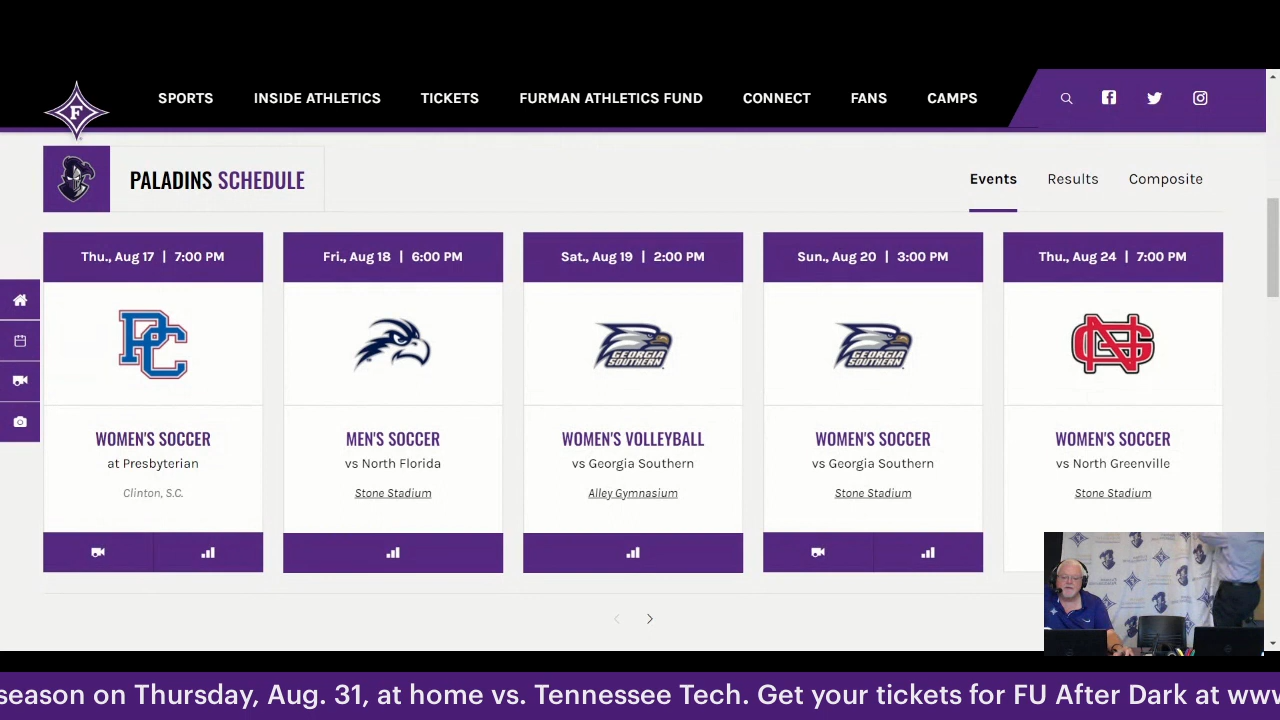 SPORTS INSIDE ATHLETICS TICKETS FURMAN ATHLETICS FUND CONNECT FANS CAMPS
F
PALADINS SCHEDULE
Events Results Composite
Thu., Aug 17 | 7:00 PM
PC
WOMEN'S SOCCER
at Presbyterian
Clinton, S.C.
Fri., Aug 18 | 6:00 PM
MEN'S SOCCER
vs North Florida
Stone Stadium
Sat., Aug 19 | 2:00 PM
GEORGIA
SOUTHERN
WOMEN'S VOLLEYBALL
vs Georgia Southern
Alley Gymnasium
Sun., Aug 20 | 3:00 PM
GEORGIA
SOUTHERN
WOMEN'S SOCCER
vs Georgia Southern
Stone Stadium
Thu., Aug 24 | 7:00 PM
NG
WOMEN'S SOCCER
vs North Greenville
Stone Stadium
season on Thursday, Aug. 31, at home vs. Tennessee Tech. Get your tickets for FU After Dark at www